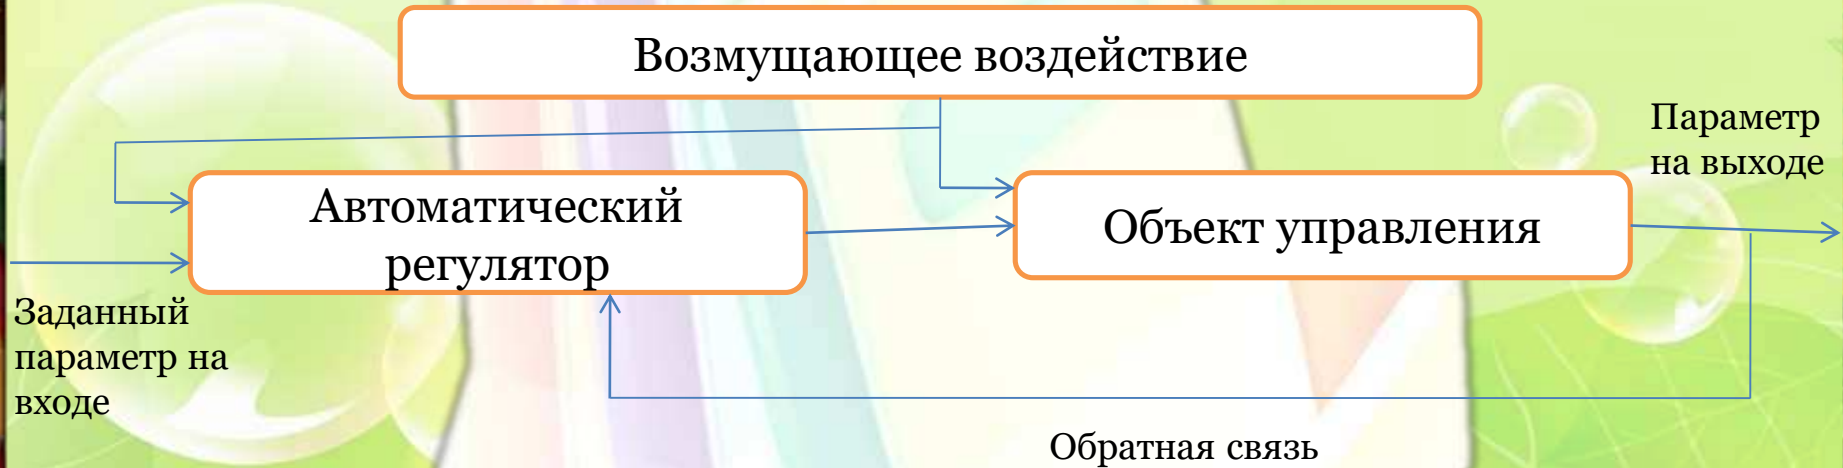 Возмущающее воздействие
Параметр
на выходе
Автоматический
регулятор
Объект управления
Заданный
параметр на
входе
Обратная связь